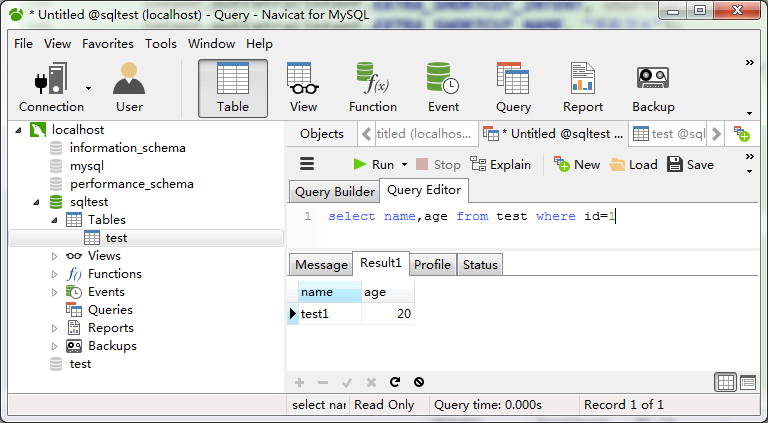 * Untitled @sqltest (localhost) - Query - Navicat for MySQL
File View Favorites Tools Window Help
Connection User Table View Function Event Query Report Backup
localhost
information_schema
mysql
performance_schema
sqltest
Tables
test
Views
Functions
Events
Queries
Reports
Backups
test
Objects titled (localhos... * Untitled @sqltest ... test @sql
Run Stop Explain New Load Save
Query Builder Query Editor
1 select name,age from test where id=1
Message Result1 Profile Status
name age
test1 20
select nar Read Only Query time: 0.000s Record 1 of 1